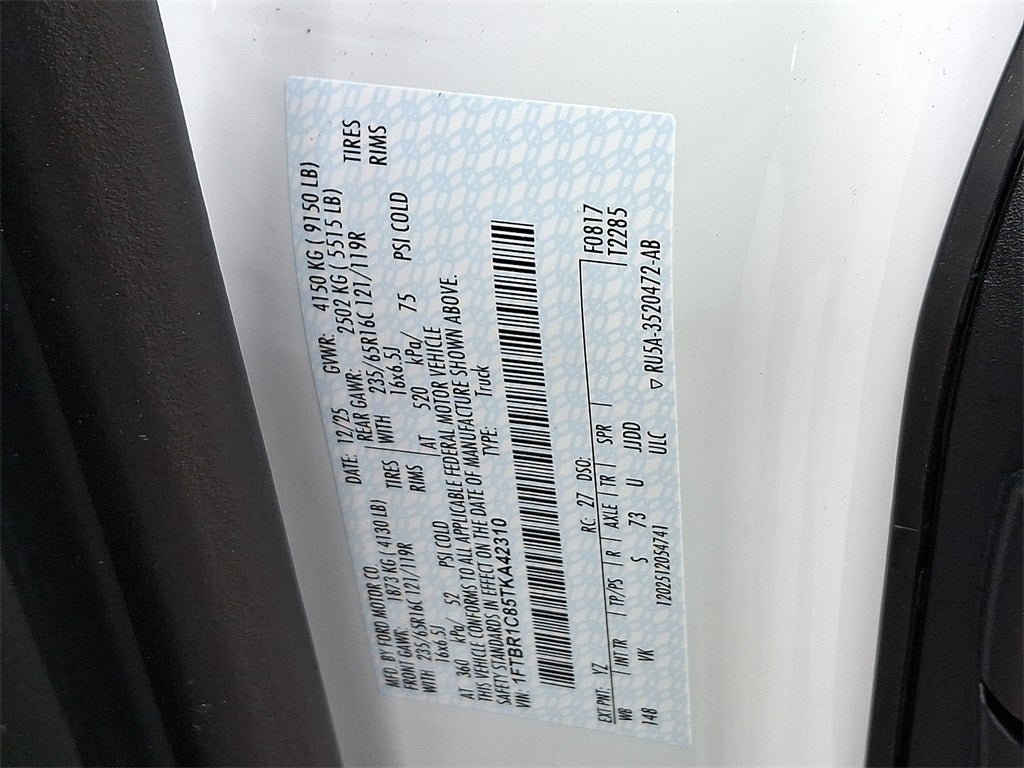 MFD. BY FORD MOTOR CO. DATE: 12/25 GVWR: 4150 KG ( 9150 LB)
FRONT GAWR: 1873 KG ( 4130 LB) REAR GAWR: 2502 KG ( 5515 LB)
WITH 235/65R16C 121/119R TIRES WITH 235/65R16C 121/119R TIRES
16x6.5J RIMS 16x6.5J RIMS
AT 360 kPa/ 52 PSI COLD AT 520 kPa/ 75 PSI COLD
THIS VEHICLE CONFORMS TO ALL APPLICABLE FEDERAL MOTOR VEHICLE
SAFETY STANDARDS IN EFFECT ON THE DATE OF MANUFACTURE SHOWN ABOVE.
VIN: 1FTBR1C85TKA42310 TYPE: Truck
EXT PNT: YZ RC: 27 DSO: F0817
WB INT TR TP/PS R AXLE TR SPR T2285
148 VK S 73 U JJDD
120251205474 ULC ▽ RU5A-3520472-AB